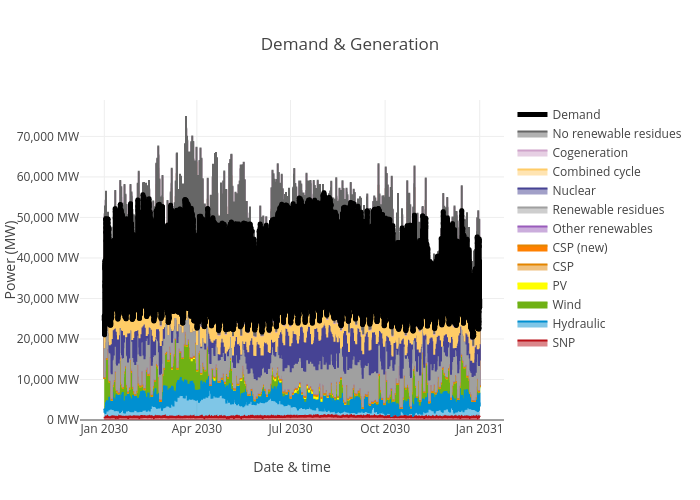 Demand & Generation
70,000 MW
60,000 MW
50,000 MW
40,000 MW
30,000 MW
20,000 MW
10,000 MW
0 MW
Power (MW)
Jan 2030
Apr 2030
Jul 2030
Oct 2030
Jan 2031
Date & time
Demand
No renewable residues
Cogeneration
Combined cycle
Nuclear
Renewable residues
Other renewables
CSP (new)
CSP
PV
Wind
Hydraulic
SNP